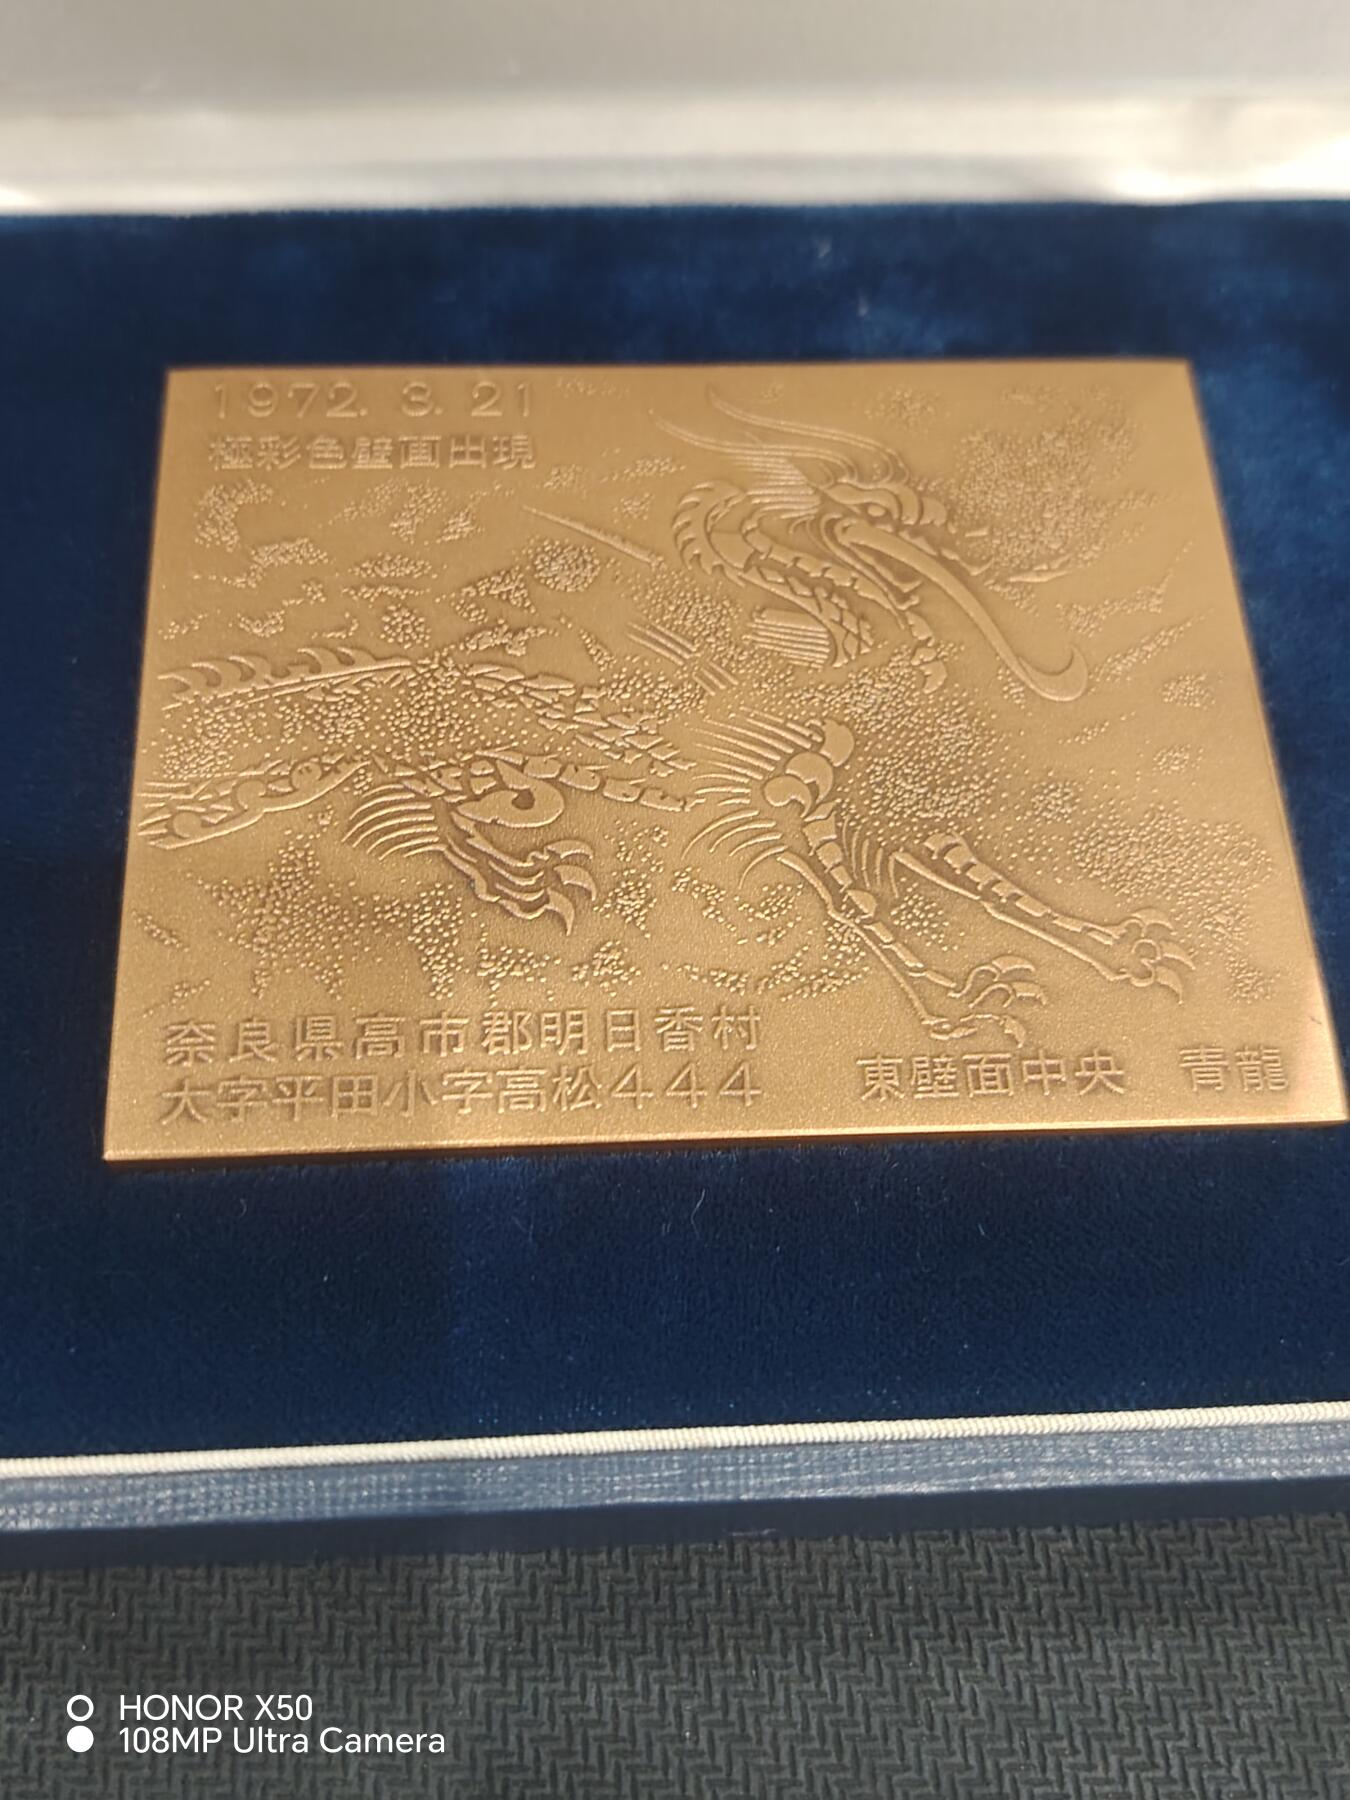 1972. 3. 21
極彩色壁画出現
奈良県高市郡明日香村
大字平田小字高松444
東壁面中央　青龍
HONOR X50
108MP Ultra Camera